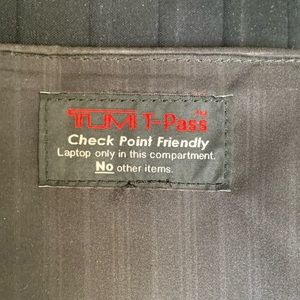 TUMI T-Pass™
Check Point Friendly
Laptop only in this compartment.
No other items.